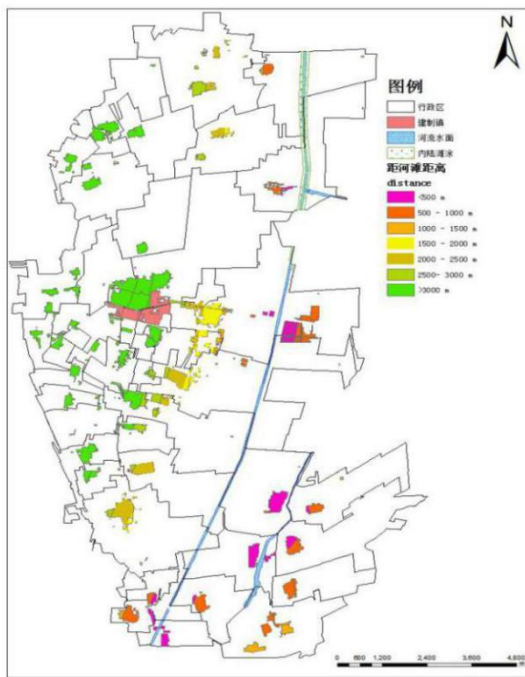 N
图例
行政区
建制镇
河流水面
内陆滩涂
距河滩距离
distance
<500 m
500 - 1000 m
1000 - 1500 m
1500 - 2000 m
2000 - 2500 m
2500- 3000 m
>3000 m
0 600 1,200 2,400 3,600 4,800